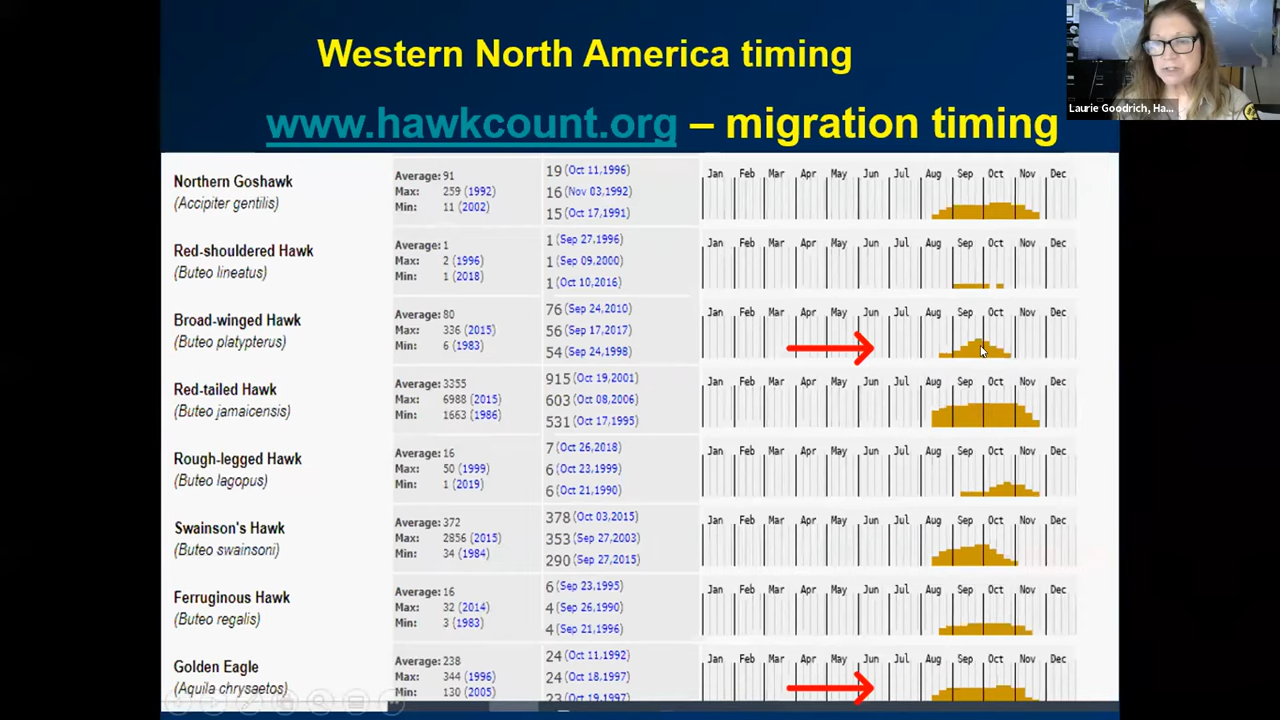 Western North America timing
Laurie Goodrich, Ha...
www.hawkcount.org – migration timing
Northern Goshawk
(Accipiter gentilis)
Average: 91
Max: 259 (1992)
Min: 11 (2002)
19 (Oct 11,1996)
16 (Nov 03,1992)
15 (Oct 17,1991)
Jan Feb Mar Apr May Jun Jul Aug Sep Oct Nov Dec
Red-shouldered Hawk
(Buteo lineatus)
Average: 1
Max: 2 (1996)
Min: 1 (2018)
1 (Sep 27,1996)
1 (Sep 09,2000)
1 (Oct 10,2016)
Jan Feb Mar Apr May Jun Jul Aug Sep Oct Nov Dec
Broad-winged Hawk
(Buteo platypterus)
Average: 80
Max: 336 (2015)
Min: 6 (1983)
76 (Sep 24,2010)
56 (Sep 17,2017)
54 (Sep 24,1998)
Jan Feb Mar Apr May Jun Jul Aug Sep Oct Nov Dec
Red-tailed Hawk
(Buteo jamaicensis)
Average: 3355
Max: 6988 (2015)
Min: 1663 (1986)
915 (Oct 19,2001)
603 (Oct 08,2006)
531 (Oct 17,1995)
Jan Feb Mar Apr May Jun Jul Aug Sep Oct Nov Dec
Rough-legged Hawk
(Buteo lagopus)
Average: 16
Max: 50 (1999)
Min: 1 (2019)
7 (Oct 26,2018)
6 (Oct 23,1999)
6 (Oct 21,1990)
Jan Feb Mar Apr May Jun Jul Aug Sep Oct Nov Dec
Swainson's Hawk
(Buteo swainsoni)
Average: 372
Max: 2856 (2015)
Min: 34 (1984)
378 (Oct 03,2015)
353 (Sep 27,2003)
290 (Sep 27,2015)
Jan Feb Mar Apr May Jun Jul Aug Sep Oct Nov Dec
Ferruginous Hawk
(Buteo regalis)
Average: 16
Max: 32 (2014)
Min: 3 (1983)
6 (Sep 23,1995)
4 (Sep 26,1990)
4 (Sep 21,1996)
Jan Feb Mar Apr May Jun Jul Aug Sep Oct Nov Dec
Golden Eagle
(Aquila chrysaetos)
Average: 238
Max: 344 (1996)
Min: 130 (2005)
24 (Oct 11,1992)
24 (Oct 18,1997)
23 (Oct 19,1997)
Jan Feb Mar Apr May Jun Jul Aug Sep Oct Nov Dec